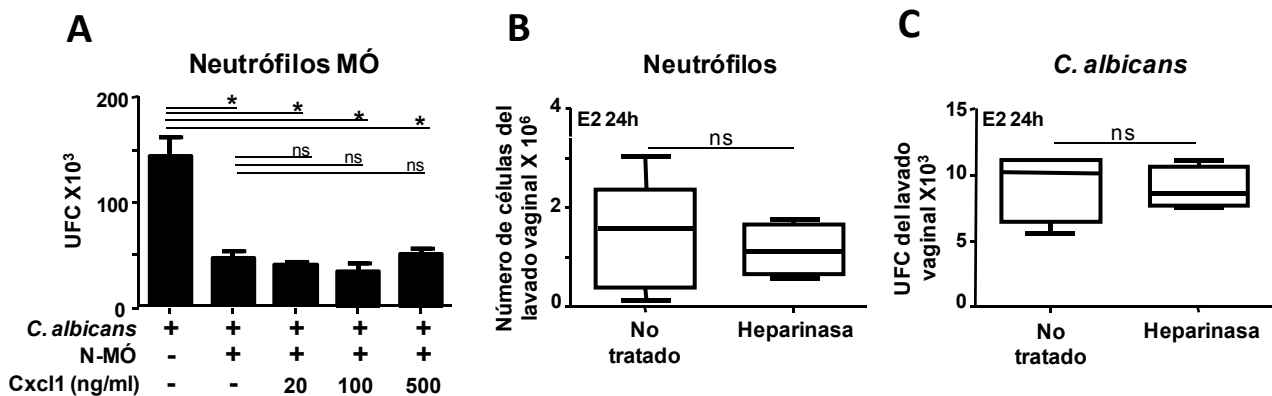 A
Neutrófilos MÓ
200
100
0
UFC X10³
*
*
*
*
ns
ns
ns
C. albicans + + + + +
N-MÓ - + + + +
Cxcl1 (ng/ml) - - 20 100 500
B
Neutrófilos
Número de células del
lavado vaginal X 10⁶
4
2
0
E2 24h
ns
No
tratado
Heparinasa
C
C. albicans
UFC del lavado
vaginal X10³
15
10
5
0
E2 24h
ns
No
tratado
Heparinasa